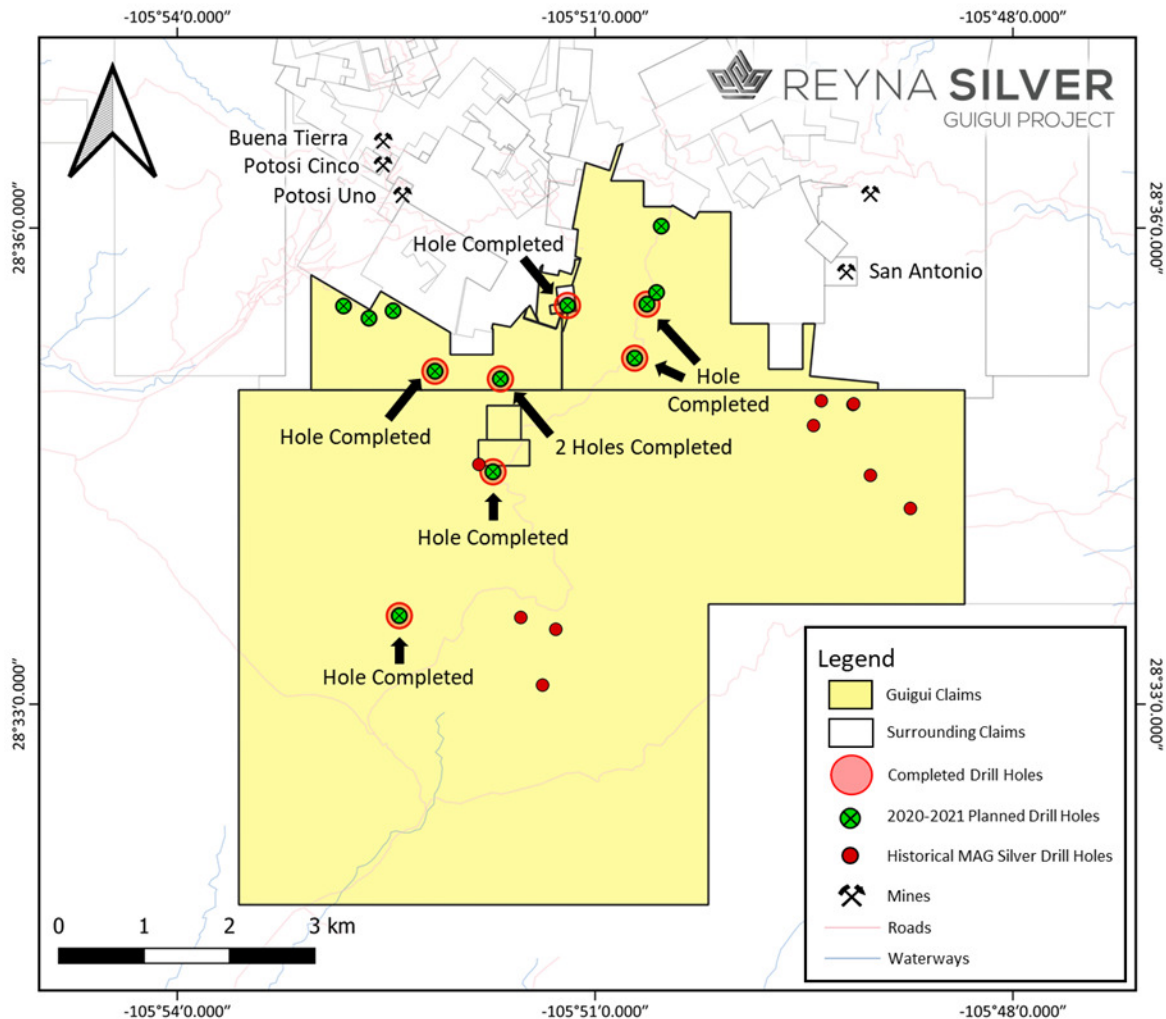 -105°54′0.000″
-105°51′0.000″
-105°48′0.000″
REYNA SILVER
GUIGUI PROJECT
Buena Tierra
Potosi Cinco
Potosi Uno
28°36′0.000″
28°36′0.000″
Hole Completed
San Antonio
Hole
Completed
Hole Completed
2 Holes Completed
Hole Completed
Hole Completed
28°33′0.000″
28°33′0.000″
Legend
Guigui Claims
Surrounding Claims
Completed Drill Holes
2020-2021 Planned Drill Holes
Historical MAG Silver Drill Holes
Mines
Roads
Waterways
0 1 2 3 km
-105°54′0.000″
-105°51′0.000″
-105°48′0.000″